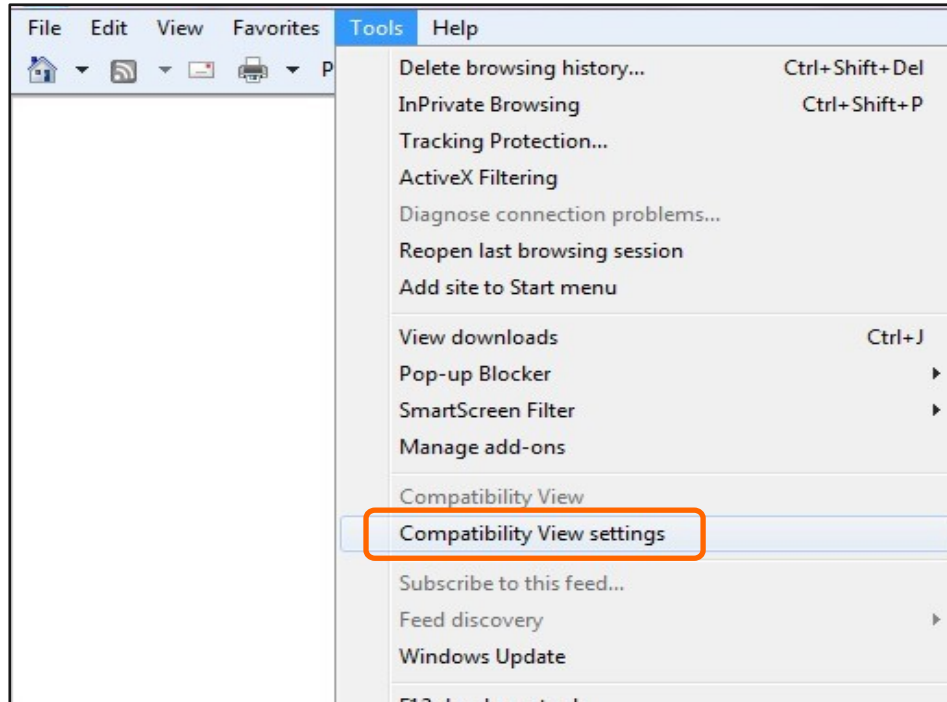 File Edit View Favorites Tools Help
P
Delete browsing history... Ctrl+Shift+Del
InPrivate Browsing Ctrl+Shift+P
Tracking Protection...
ActiveX Filtering
Diagnose connection problems...
Reopen last browsing session
Add site to Start menu
View downloads Ctrl+J
Pop-up Blocker
SmartScreen Filter
Manage add-ons
Compatibility View
Compatibility View settings
Subscribe to this feed...
Feed discovery
Windows Update